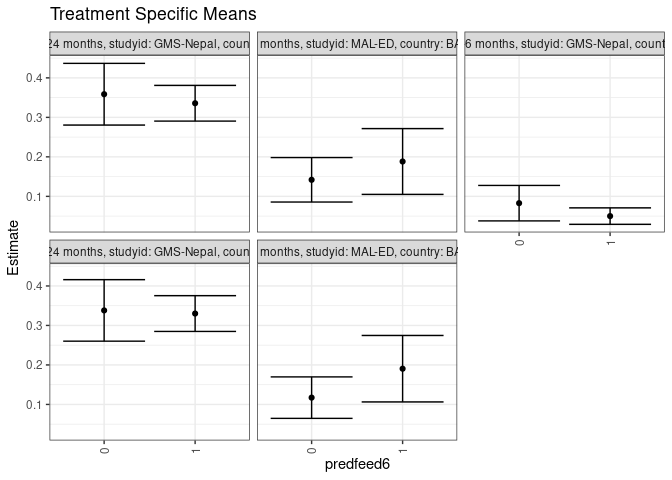 Treatment Specific Means
24 months, studyid: GMS-Nepal, coun
months, studyid: MAL-ED, country: BA
6 months, studyid: GMS-Nepal, count
0.4
0.3
0.2
0.1
0
1
24 months, studyid: GMS-Nepal, coun
months, studyid: MAL-ED, country: BA
0.4
0.3
0.2
0.1
0
1
0
1
Estimate
predfeed6